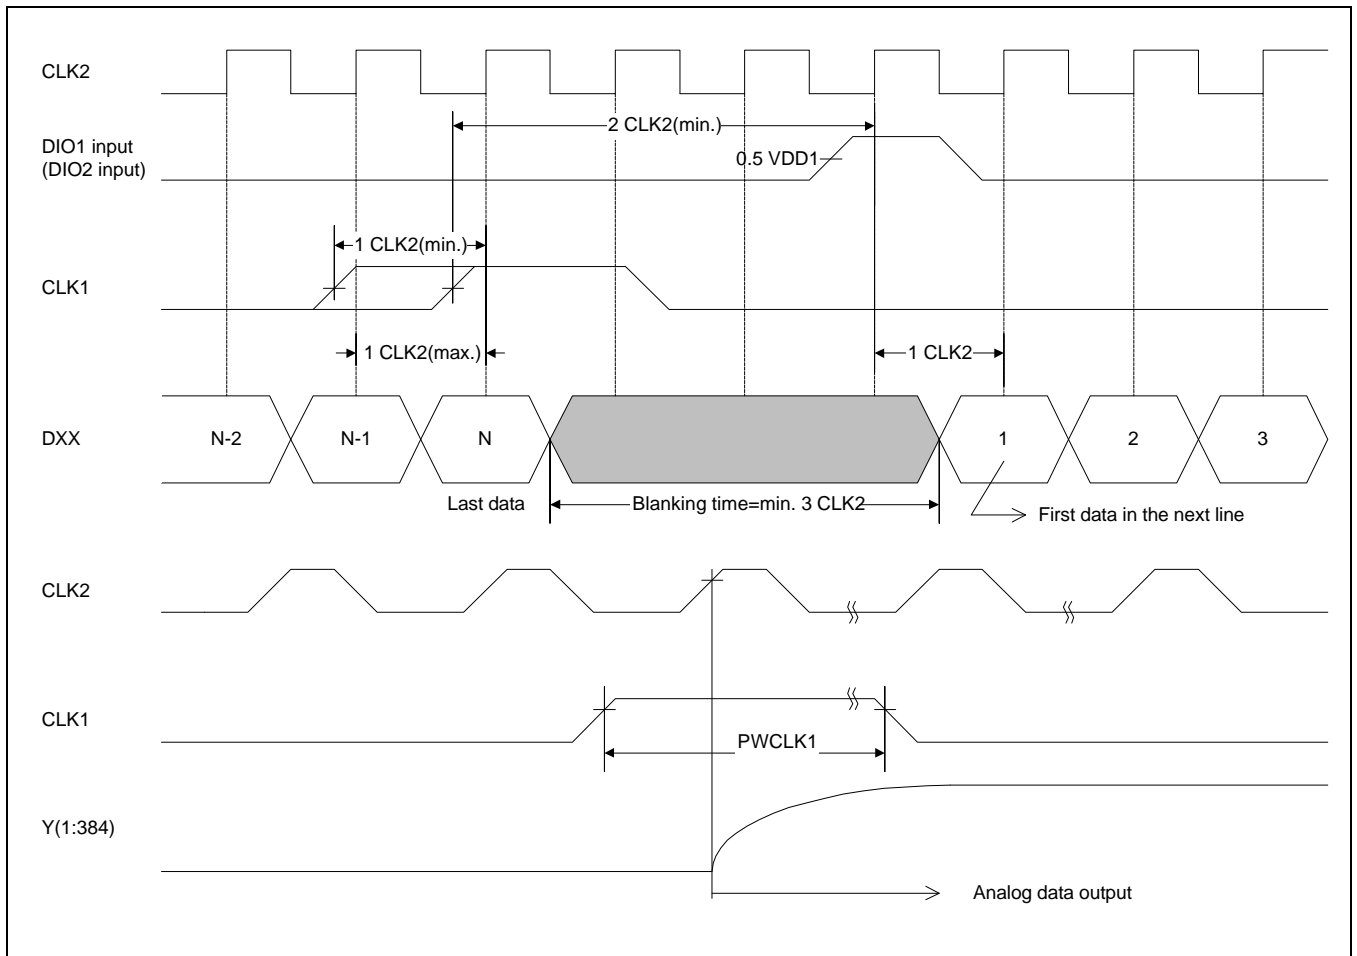 CLK2
2 CLK2(min.)
DIO1 input
(DIO2 input)
0.5 VDD1
1 CLK2(min.)
CLK1
1 CLK2(max.)
1 CLK2
DXX
N-2
N-1
N
1
2
3
Last data
Blanking time=min. 3 CLK2
First data in the next line
CLK2
CLK1
PWCLK1
Y(1:384)
Analog data output